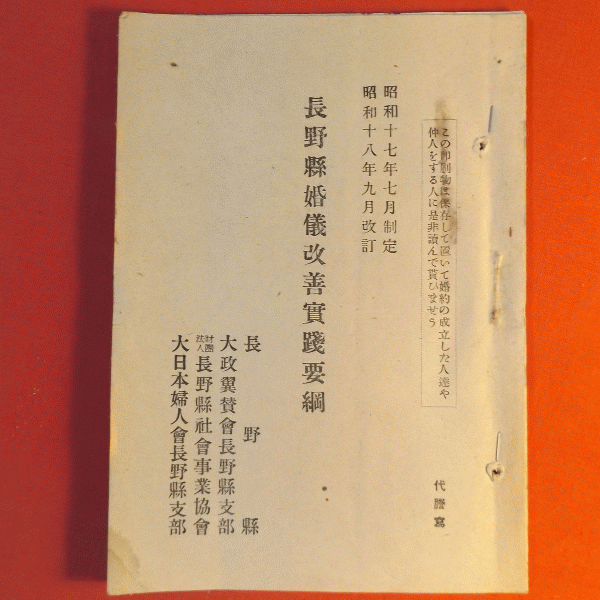 この印刷物は保存して置いて婚約の成立した人達や
仲人をする人に是非讀んで貰ひませう
代謄寫
昭和十七年七月制定
昭和十八年九月改訂
長野縣婚儀改善實踐要綱
長野縣
大政翼贊會長野縣支部
財團法人長野縣社會事業協會
大日本婦人會長野縣支部